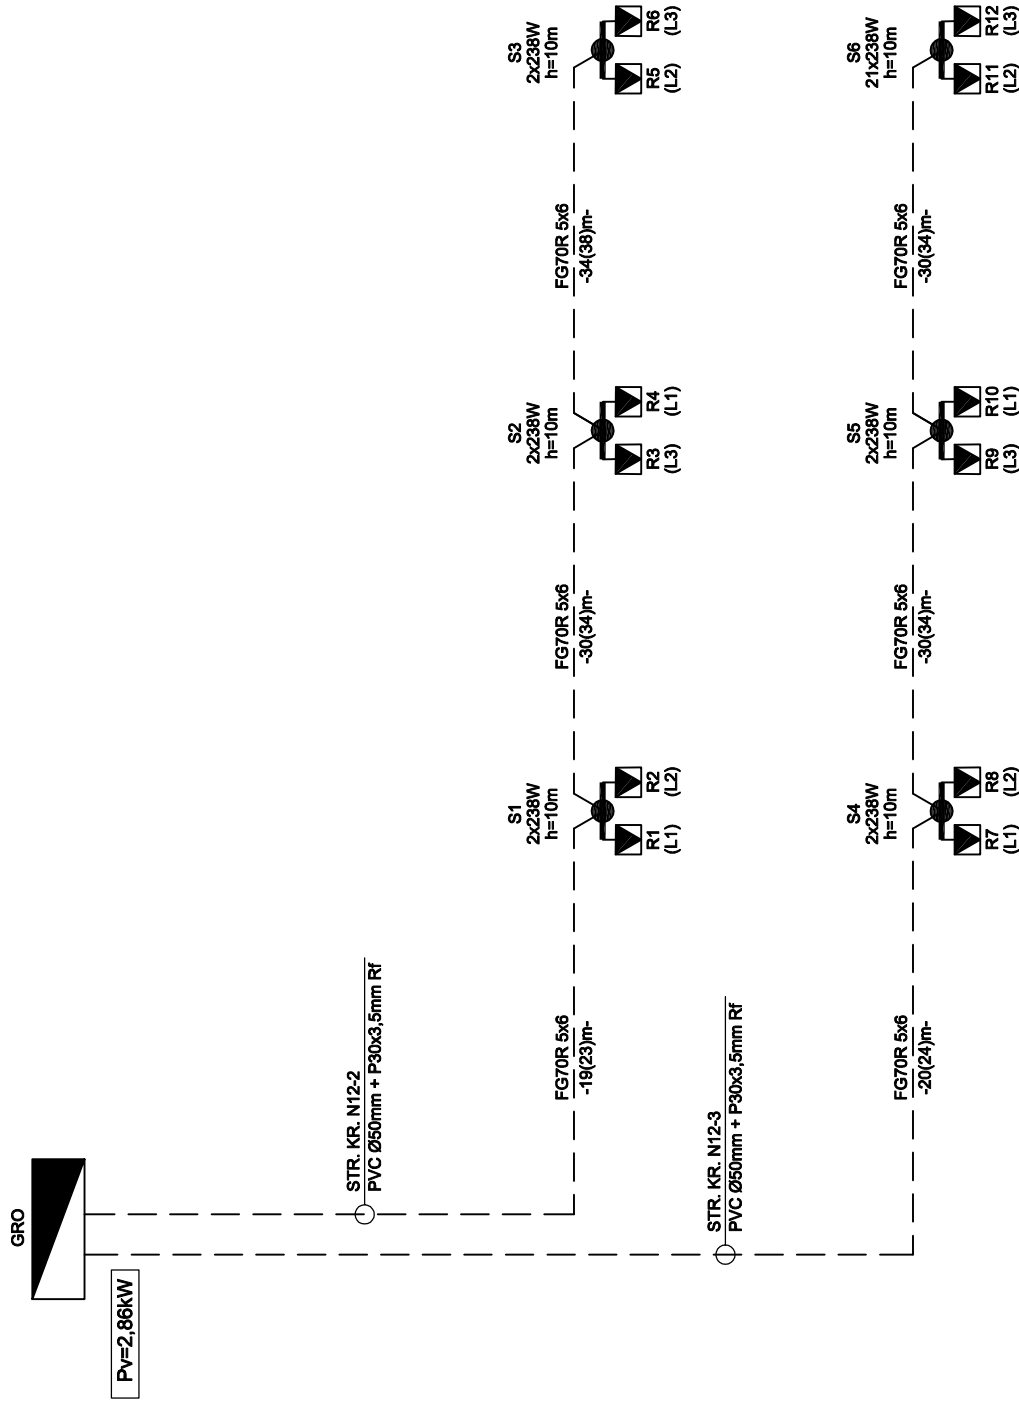 GRO
Pv=2,86kW
STR. KR. N12-2
PVC Ø50mm + P30x3,5mm Rf
FG70R 5x6
-19(23)m-
S1
2x238W
h=10m
R1
(L1)
R2
(L2)
FG70R 5x6
-30(34)m-
S2
2x238W
h=10m
R3
(L3)
R4
(L1)
FG70R 5x6
-34(38)m-
S3
2x238W
h=10m
R5
(L2)
R6
(L3)
STR. KR. N12-3
PVC Ø50mm + P30x3,5mm Rf
FG70R 5x6
-20(24)m-
S4
2x238W
h=10m
R7
(L1)
R8
(L2)
FG70R 5x6
-30(34)m-
S5
2x238W
h=10m
R9
(L3)
R10
(L1)
FG70R 5x6
-30(34)m-
S6
21x238W
h=10m
R11
(L2)
R12
(L3)